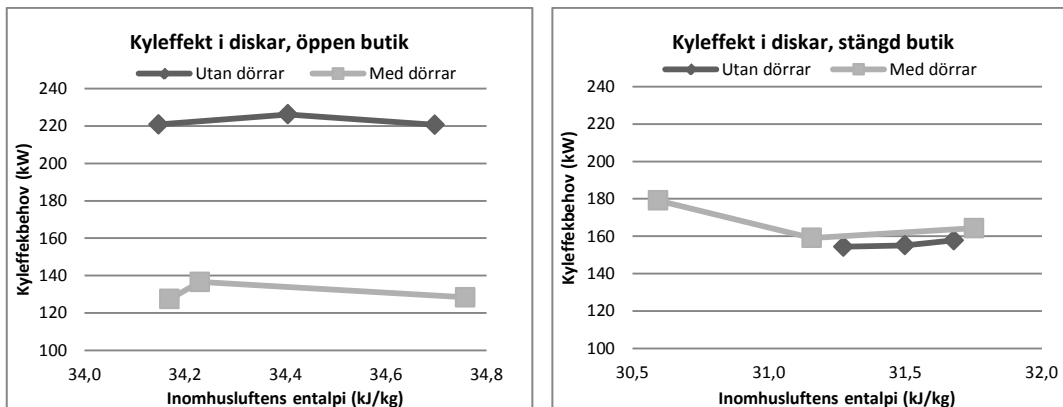 Kyleffekt i diskar, öppen butik
Utan dörrar Med dörrar
Kyleffekbehov (kW)
240
220
200
180
160
140
120
100
34,0 34,2 34,4 34,6 34,8
Inomhusluftens entalpi (kJ/kg)
Kyleffekt i diskar, stängd butik
Utan dörrar Med dörrar
Kyleffekbehov (kW)
240
220
200
180
160
140
120
100
30,5 31,0 31,5 32,0
Inomhusluftens entalpi (kJ/kg)